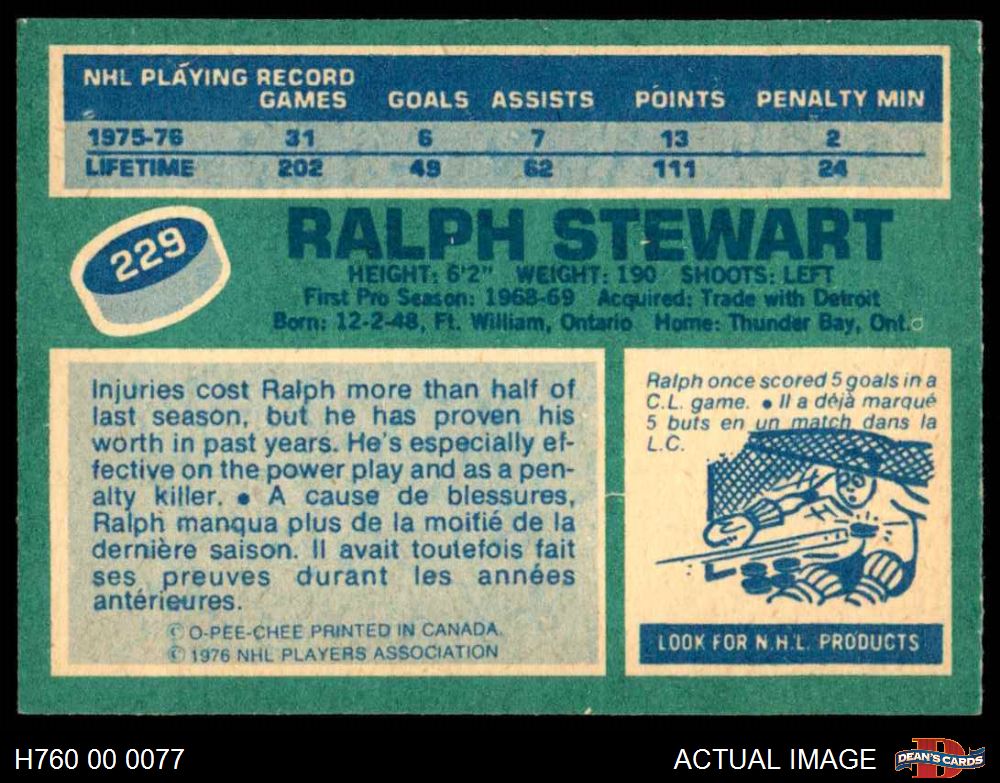 NHL PLAYING RECORD
GAMES GOALS ASSISTS POINTS PENALTY MIN
1975-76 31 6 7 13 2
LIFETIME 202 49 62 111 24
229
RALPH STEWART
HEIGHT: 6'2" WEIGHT: 190 SHOOTS: LEFT
First Pro Season: 1968-69 Acquired: Trade with Detroit
Born: 12-2-48, Ft. William, Ontario Home: Thunder Bay, Ont.
Injuries cost Ralph more than half of
last season, but he has proven his
worth in past years. He's especially ef-
fective on the power play and as a pen-
alty killer. • A cause de blessures,
Ralph manqua plus de la moitié de la
dernière saison. Il avait toutefois fait
ses preuves durant les années
antérieures.
© O-PEE-CHEE PRINTED IN CANADA.
© 1976 NHL PLAYERS ASSOCIATION
Ralph once scored 5 goals in a
C.L. game. • Il a déjà marqué
5 buts en un match dans la
L.C.
LOOK FOR N.H.L. PRODUCTS
H760 00 0077
ACTUAL IMAGE
D
DEAN'S CARDS